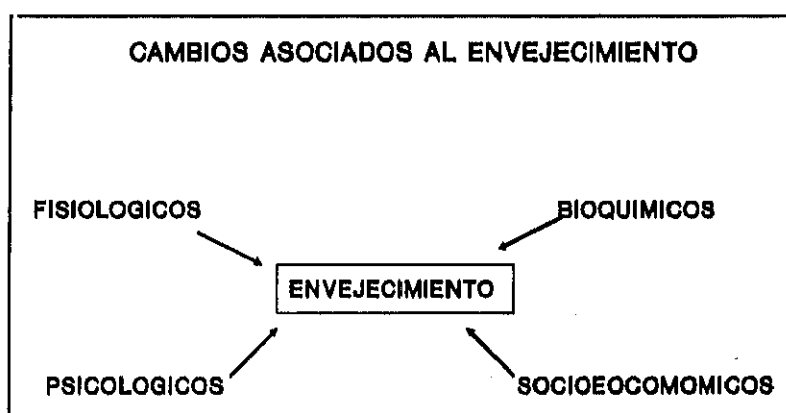 CAMBIOS ASOCIADOS AL ENVEJECIMIENTO
FISIOLOGICOS
BIOQUIMICOS
ENVEJECIMIENTO
PSICOLOGICOS
SOCIOEOCOMOMICOS